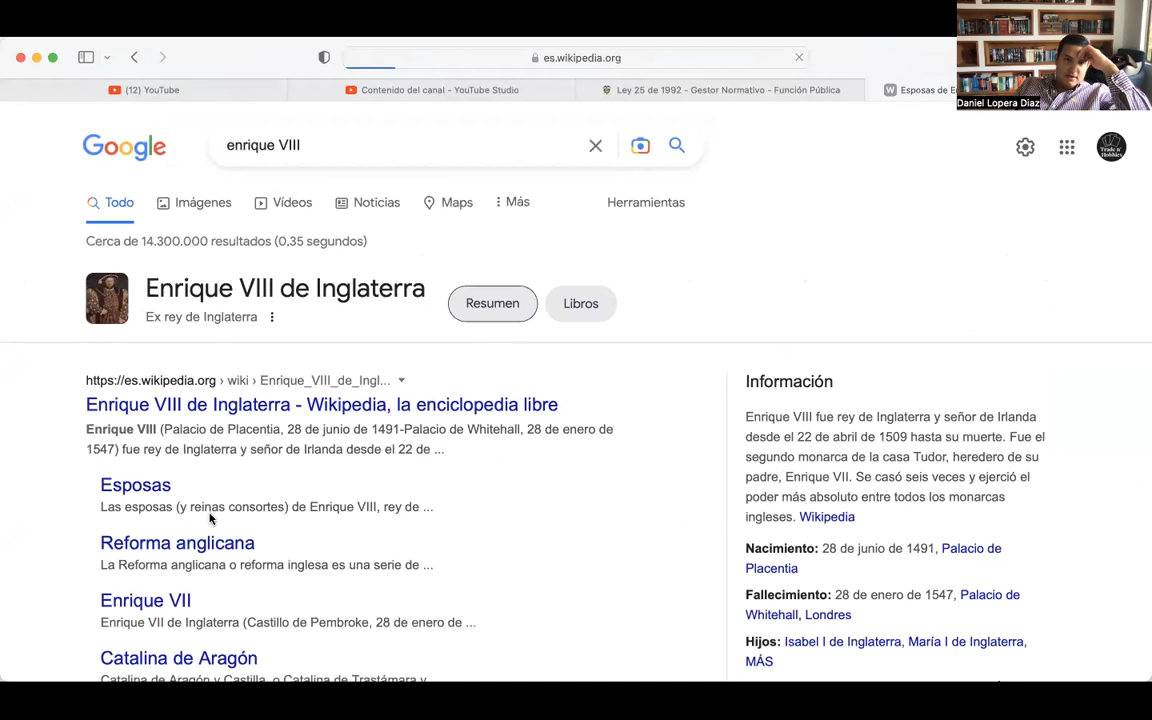 es.wikipedia.org
(12) YouTube
Contenido del canal - YouTube Studio
Ley 25 de 1992 - Gestor Normativo - Función Pública
W Esposas de En
Daniel Lopera Diaz
Google
enrique VIII
Trade n' Hobbies
Todo
Imágenes
Vídeos
Noticias
Maps
Más
Herramientas
Cerca de 14.300.000 resultados (0,35 segundos)
Enrique VIII de Inglaterra
Ex rey de Inglaterra
Resumen
Libros
https://es.wikipedia.org › wiki › Enrique_VIII_de_Ingl...
Enrique VIII de Inglaterra - Wikipedia, la enciclopedia libre
Enrique VIII (Palacio de Placentia, 28 de junio de 1491-Palacio de Whitehall, 28 de enero de
1547) fue rey de Inglaterra y señor de Irlanda desde el 22 de ...
Esposas
Las esposas (y reinas consortes) de Enrique VIII, rey de ...
Reforma anglicana
La Reforma anglicana o reforma inglesa es una serie de ...
Enrique VII
Enrique VII de Inglaterra (Castillo de Pembroke, 28 de enero de ...
Catalina de Aragón
Catalina de Aragón y Castilla, o Catalina de Trastámara y
Información
Enrique VIII fue rey de Inglaterra y señor de Irlanda
desde el 22 de abril de 1509 hasta su muerte. Fue el
segundo monarca de la casa Tudor, heredero de su
padre, Enrique VII. Se casó seis veces y ejerció el
poder más absoluto entre todos los monarcas
ingleses. Wikipedia
Nacimiento: 28 de junio de 1491, Palacio de
Placentia
Fallecimiento: 28 de enero de 1547, Palacio de
Whitehall, Londres
Hijos: Isabel I de Inglaterra, María I de Inglaterra,
MÁS